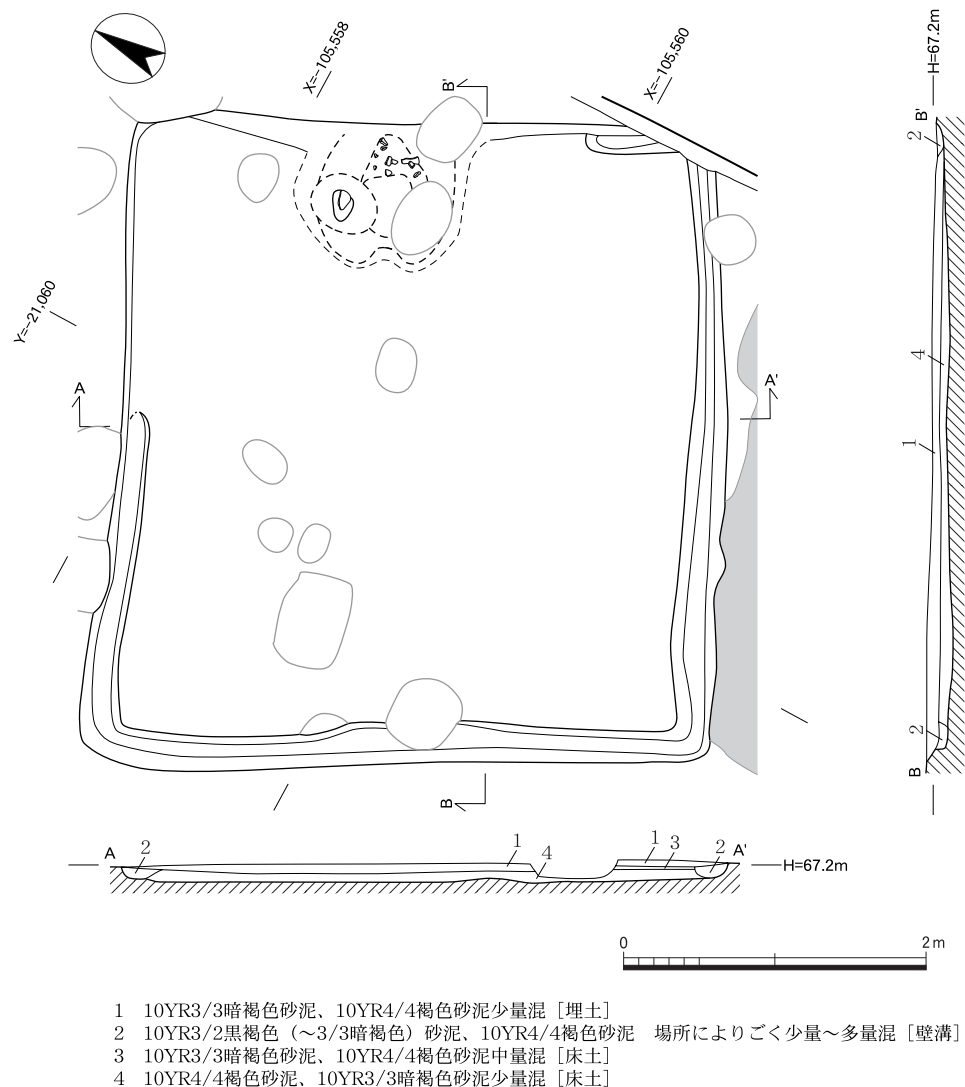 X=-105,558
X=-105,560
Y=-21,060
B'
A
A'
B
H=67.2m
B'
2
4
1
2
B
A
2
1
4
1
3
2
A'
H=67.2m
0
2m
1 10YR3/3暗褐色砂泥、10YR4/4褐色砂泥少量混［埋土］
2 10YR3/2黒褐色（～3/3暗褐色）砂泥、10YR4/4褐色砂泥　場所によりごく少量～多量混［壁溝］
3 10YR3/3暗褐色砂泥、10YR4/4褐色砂泥中量混［床土］
4 10YR4/4褐色砂泥、10YR3/3暗褐色砂泥少量混［床土］